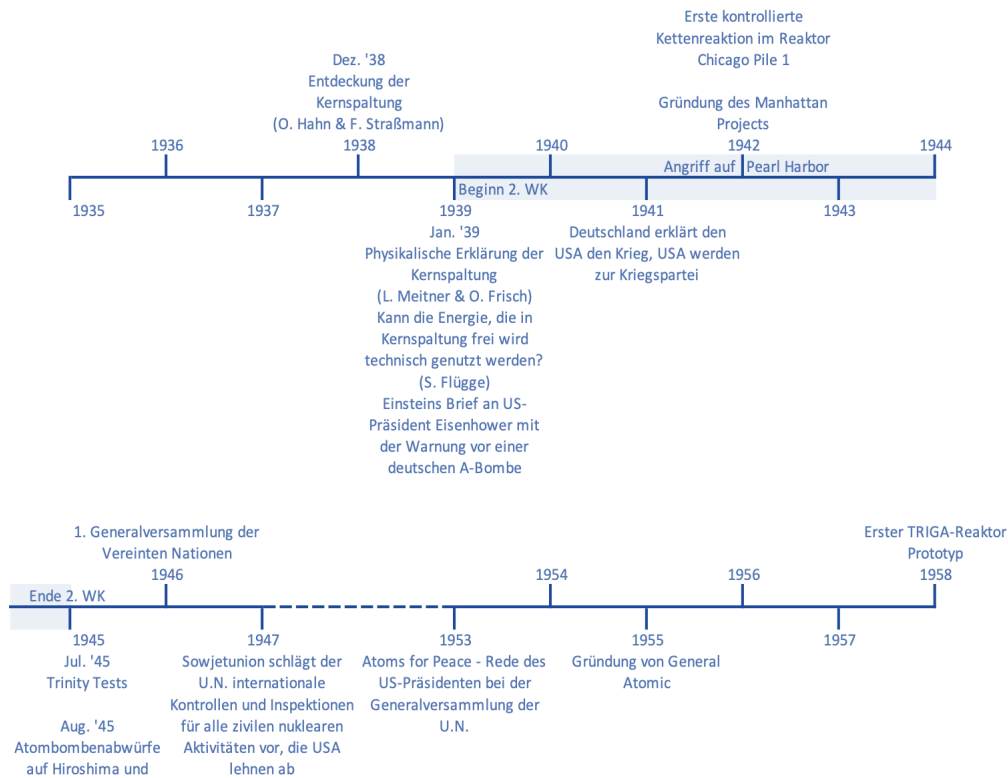 Erste kontrollierte
Kettenreaktion im Reaktor
Chicago Pile 1
Dez. '38
Entdeckung der
Kernspaltung
(O. Hahn & F. Straßmann)
Gründung des Manhattan
Projects
1936
1938
1940
1942
1944
Angriff auf Pearl Harbor
Beginn 2. WK
1935
1937
1939
1941
1943
Jan. '39
Physikalische Erklärung der
Kernspaltung
(L. Meitner & O. Frisch)
Kann die Energie, die in
Kernspaltung frei wird
technisch genutzt werden?
(S. Flügge)
Einsteins Brief an US-
Präsident Eisenhower mit
der Warnung vor einer
deutschen A-Bombe
Deutschland erklärt den
USA den Krieg, USA werden
zur Kriegspartei
1. Generalversammlung der
Vereinten Nationen
Erster TRIGA-Reaktor
Prototyp
1946
1954
1956
1958
Ende 2. WK
1945
1947
1953
1955
1957
Jul. '45
Trinity Tests
Aug. '45
Atombombenabwürfe
auf Hiroshima und
Sowjetunion schlägt der
U.N. internationale
Kontrollen und Inspektionen
für alle zivilen nuklearen
Aktivitäten vor, die USA
lehnen ab
Atoms for Peace - Rede des
US-Präsidenten bei der
Generalversammlung der
U.N.
Gründung von General
Atomic